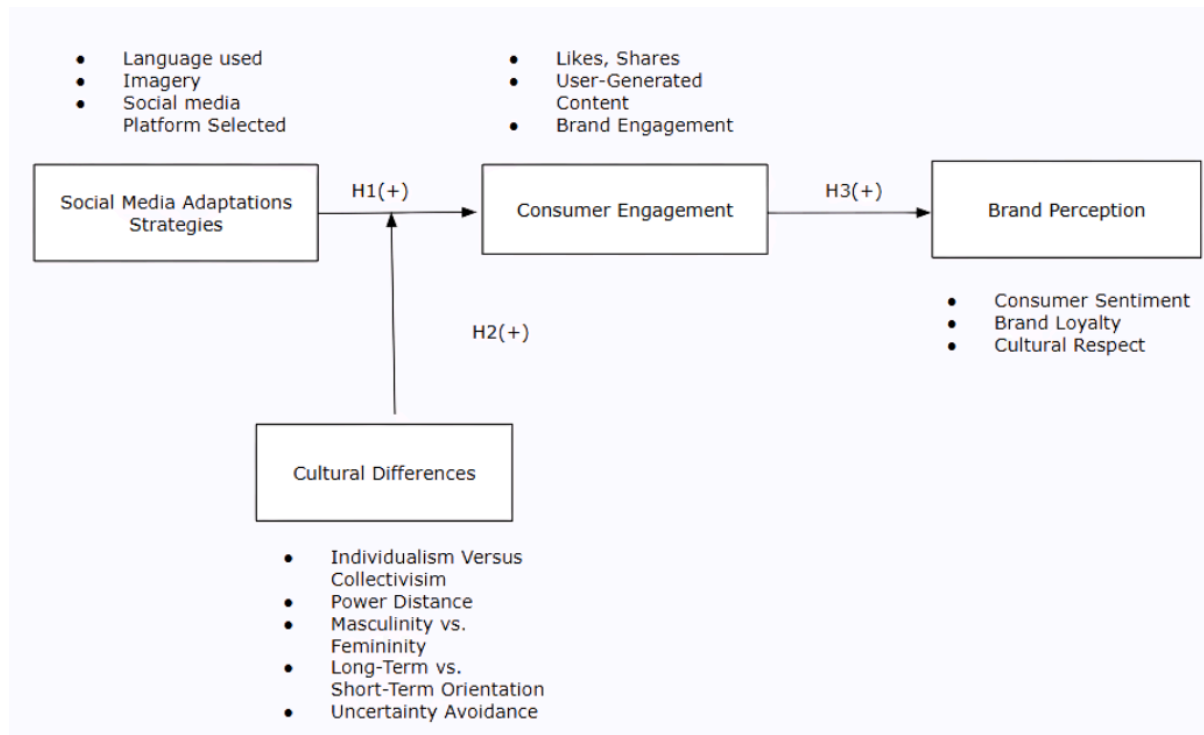 ● Language used
● Imagery
● Social media
Platform Selected
● Likes, Shares
● User-Generated
Content
● Brand Engagement
Social Media Adaptations
Strategies
H1(+)
Consumer Engagement
H3(+)
Brand Perception
● Consumer Sentiment
● Brand Loyalty
● Cultural Respect
H2(+)
Cultural Differences
● Individualism Versus
Collectivisim
● Power Distance
● Masculinity vs.
Femininity
● Long-Term vs.
Short-Term Orientation
● Uncertainty Avoidance